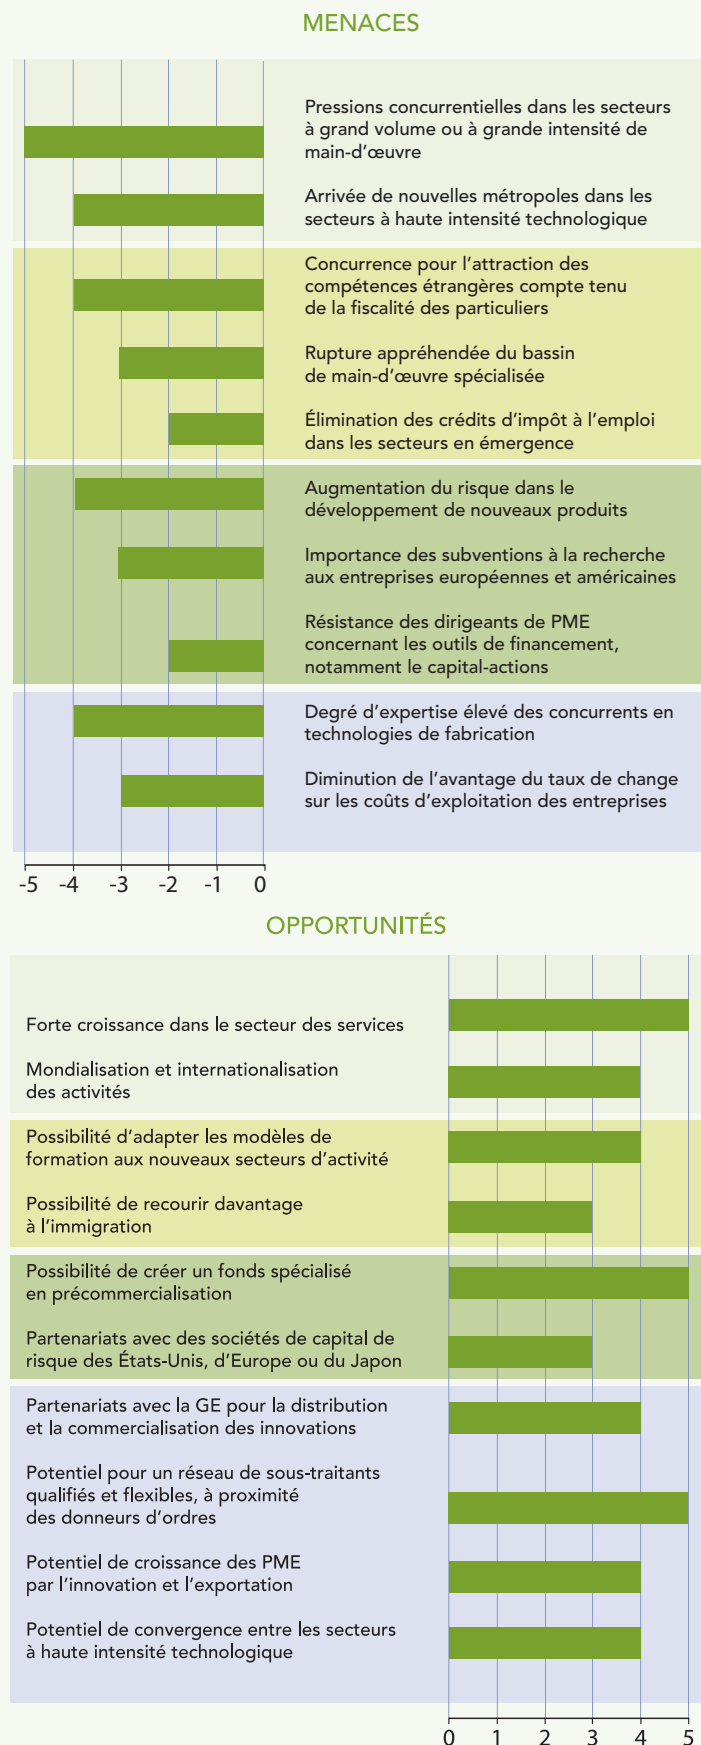 MENACES
Pressions concurrentielles dans les secteurs
à grand volume ou à grande intensité de
main-d’œuvre
Arrivée de nouvelles métropoles dans les
secteurs à haute intensité technologique
Concurrence pour l’attraction des
compétences étrangères compte tenu
de la fiscalité des particuliers
Rupture appréhendée du bassin
de main-d’œuvre spécialisée
Élimination des crédits d’impôt à l’emploi
dans les secteurs en émergence
Augmentation du risque dans le
développement de nouveaux produits
Importance des subventions à la recherche
aux entreprises européennes et américaines
Résistance des dirigeants de PME
concernant les outils de financement,
notamment le capital-actions
Degré d’expertise élevé des concurrents en
technologies de fabrication
Diminution de l’avantage du taux de change
sur les coûts d’exploitation des entreprises
-5 -4 -3 -2 -1 0
OPPORTUNITÉS
Forte croissance dans le secteur des services
Mondialisation et internationalisation
des activités
Possibilité d’adapter les modèles de
formation aux nouveaux secteurs d’activité
Possibilité de recourir davantage
à l’immigration
Possibilité de créer un fonds spécialisé
en précommercialisation
Partenariats avec des sociétés de capital de
risque des États-Unis, d’Europe ou du Japon
Partenariats avec la GE pour la distribution
et la commercialisation des innovations
Potentiel pour un réseau de sous-traitants
qualifiés et flexibles, à proximité
des donneurs d’ordres
Potentiel de croissance des PME
par l’innovation et l’exportation
Potentiel de convergence entre les secteurs
à haute intensité technologique
0 1 2 3 4 5